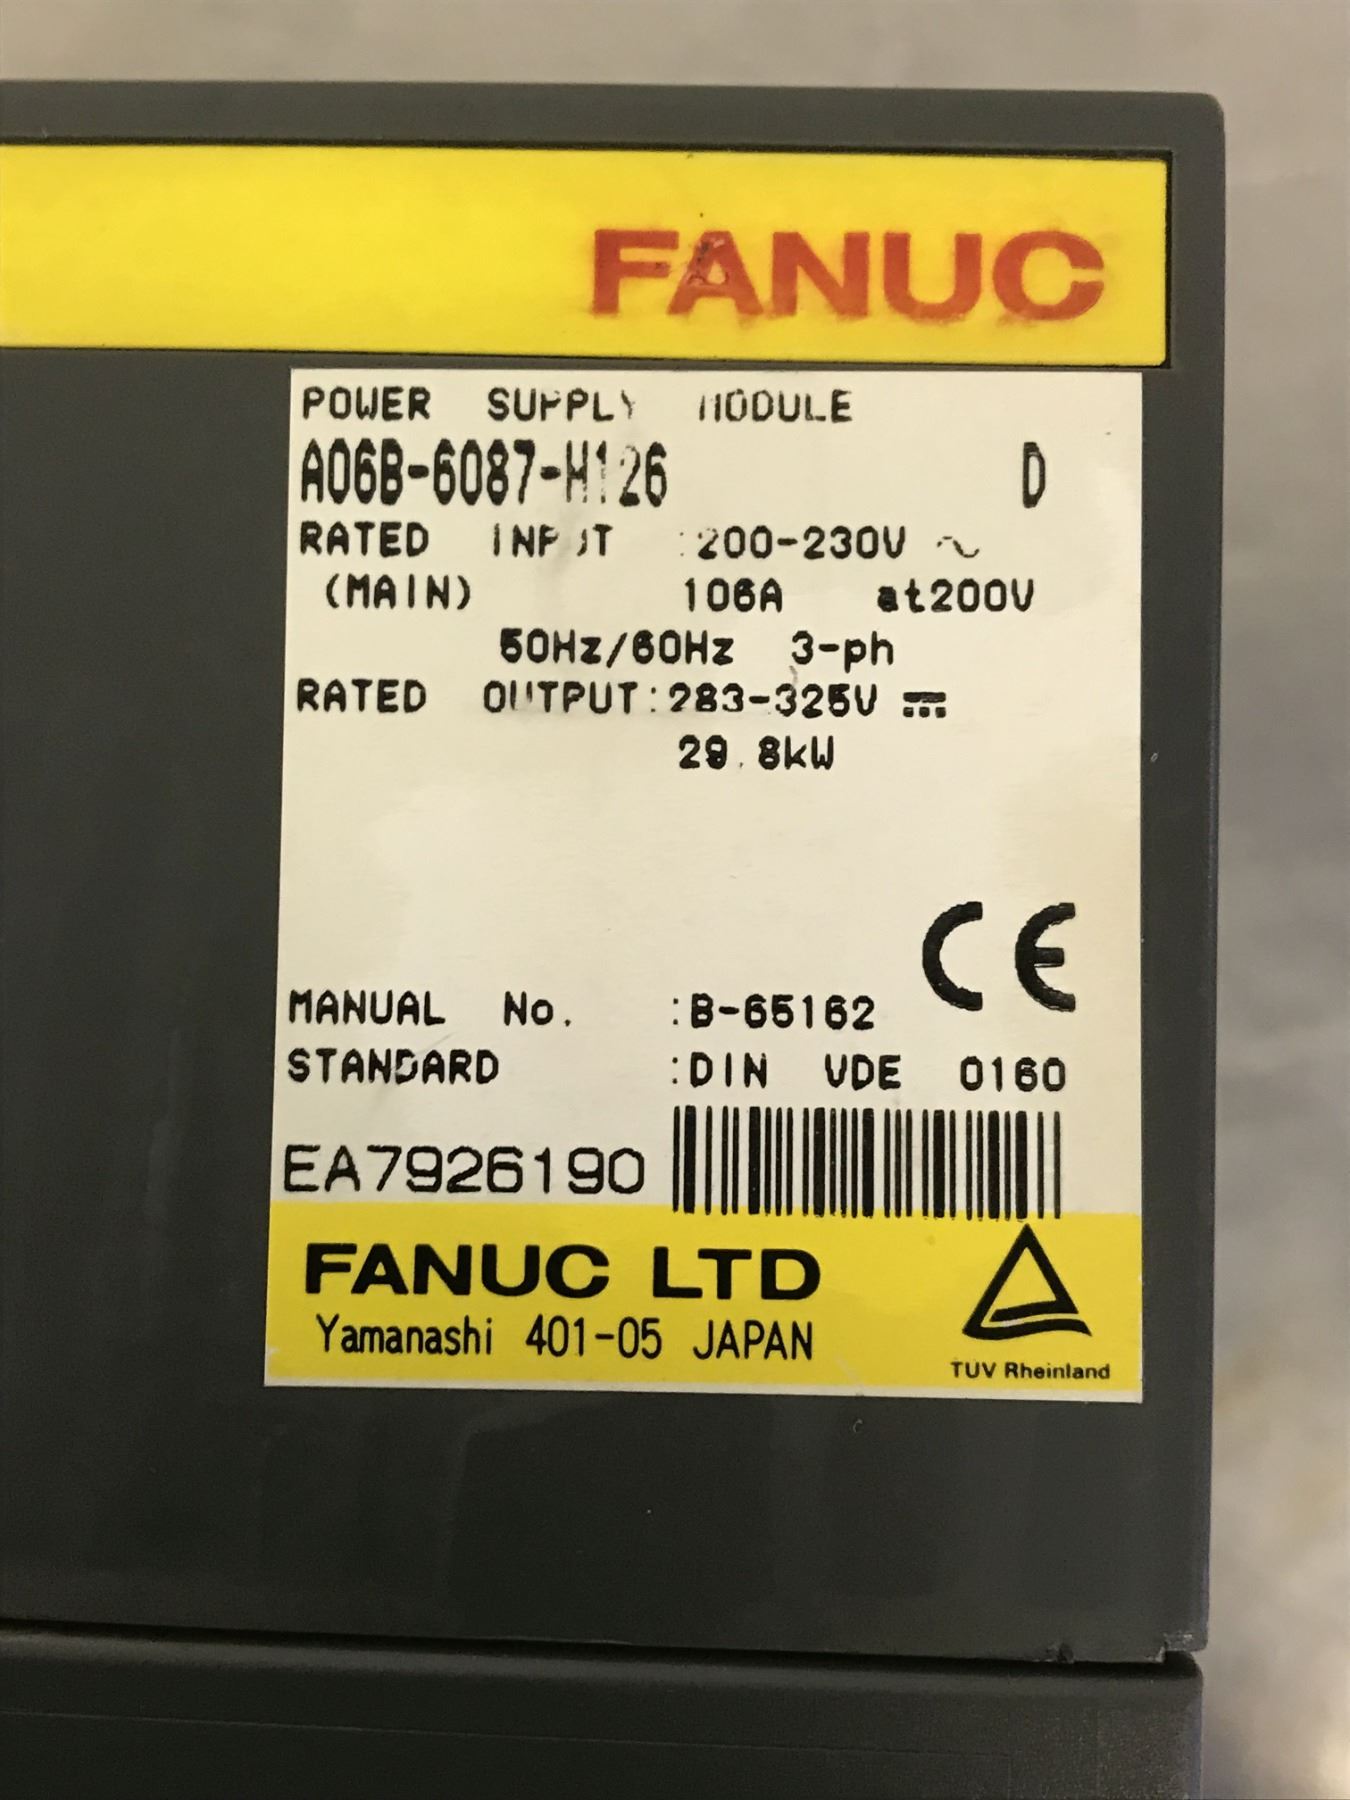 FANUC
POWER SUPPLY MODULE
A06B-6087-H126 D
RATED INPUT :200-230V ~
(MAIN) 106A at200V
50Hz/60Hz 3-ph
RATED OUTPUT:283-325V ⎓
29.8kW
CE
MANUAL No. :B-65162
STANDARD :DIN VDE 0160
EA7926190
FANUC LTD
Yamanashi 401-05 JAPAN
TUV Rheinland